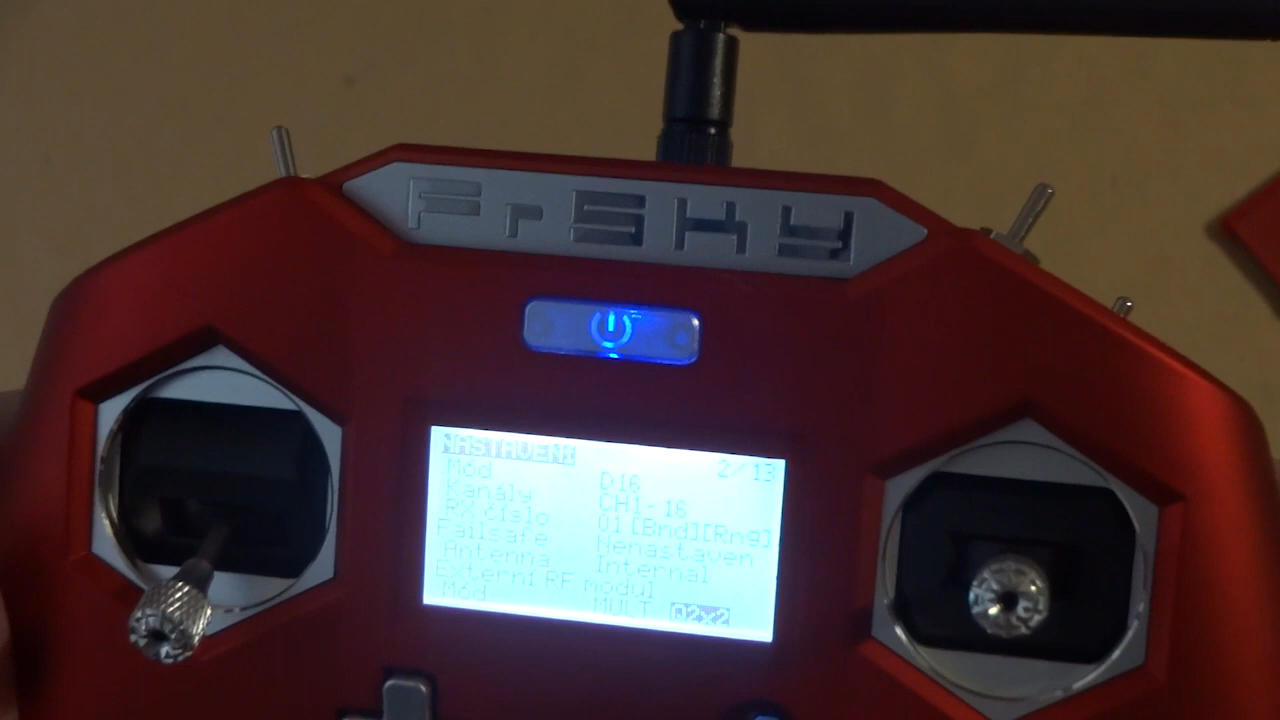 FrSky
NASTAVENÍ 2/13
Mód D16
Kanály CH1-16
RX číslo 01 [Bnd][Rng]
Failsafe Nenastaven
Antenna Internal
Externí RF modul
Mód MULT Q2x2